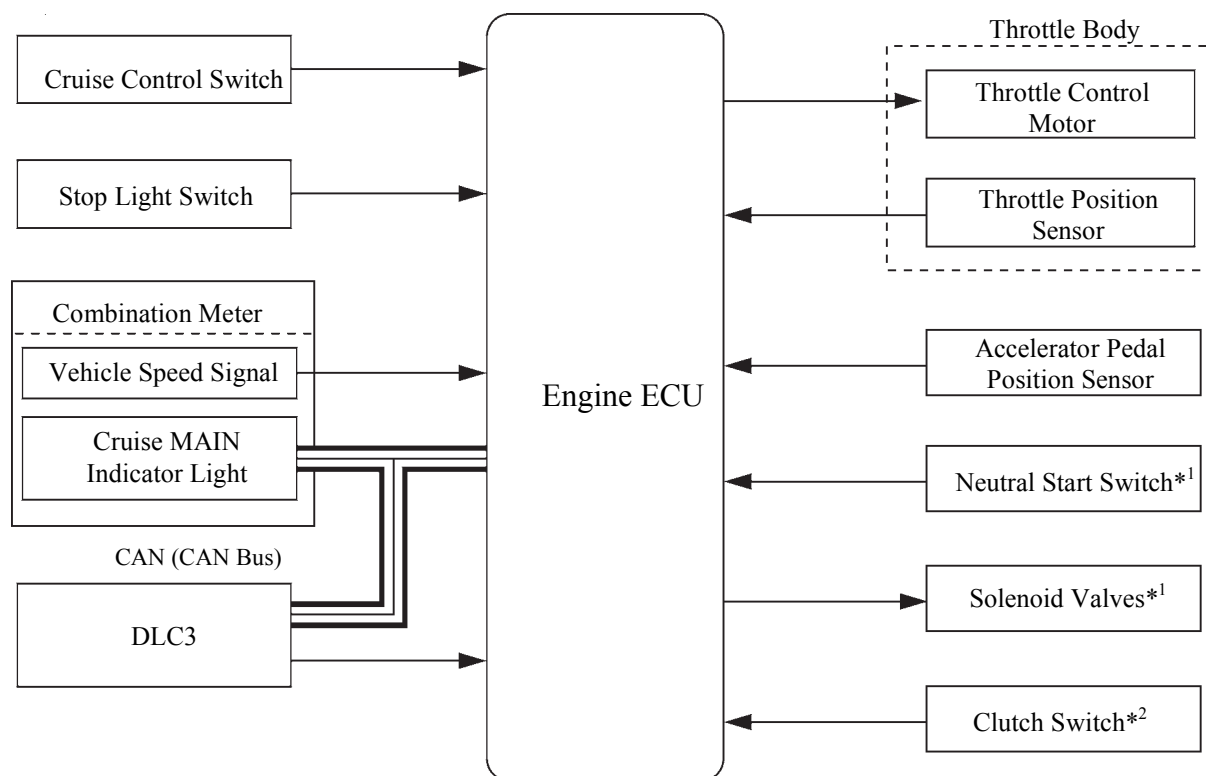 Cruise Control Switch
Stop Light Switch
Combination Meter
Vehicle Speed Signal
Cruise MAIN
Indicator Light
CAN (CAN Bus)
DLC3
Engine ECU
Throttle Body
Throttle Control
Motor
Throttle Position
Sensor
Accelerator Pedal
Position Sensor
Neutral Start Switch*1
Solenoid Valves*1
Clutch Switch*2